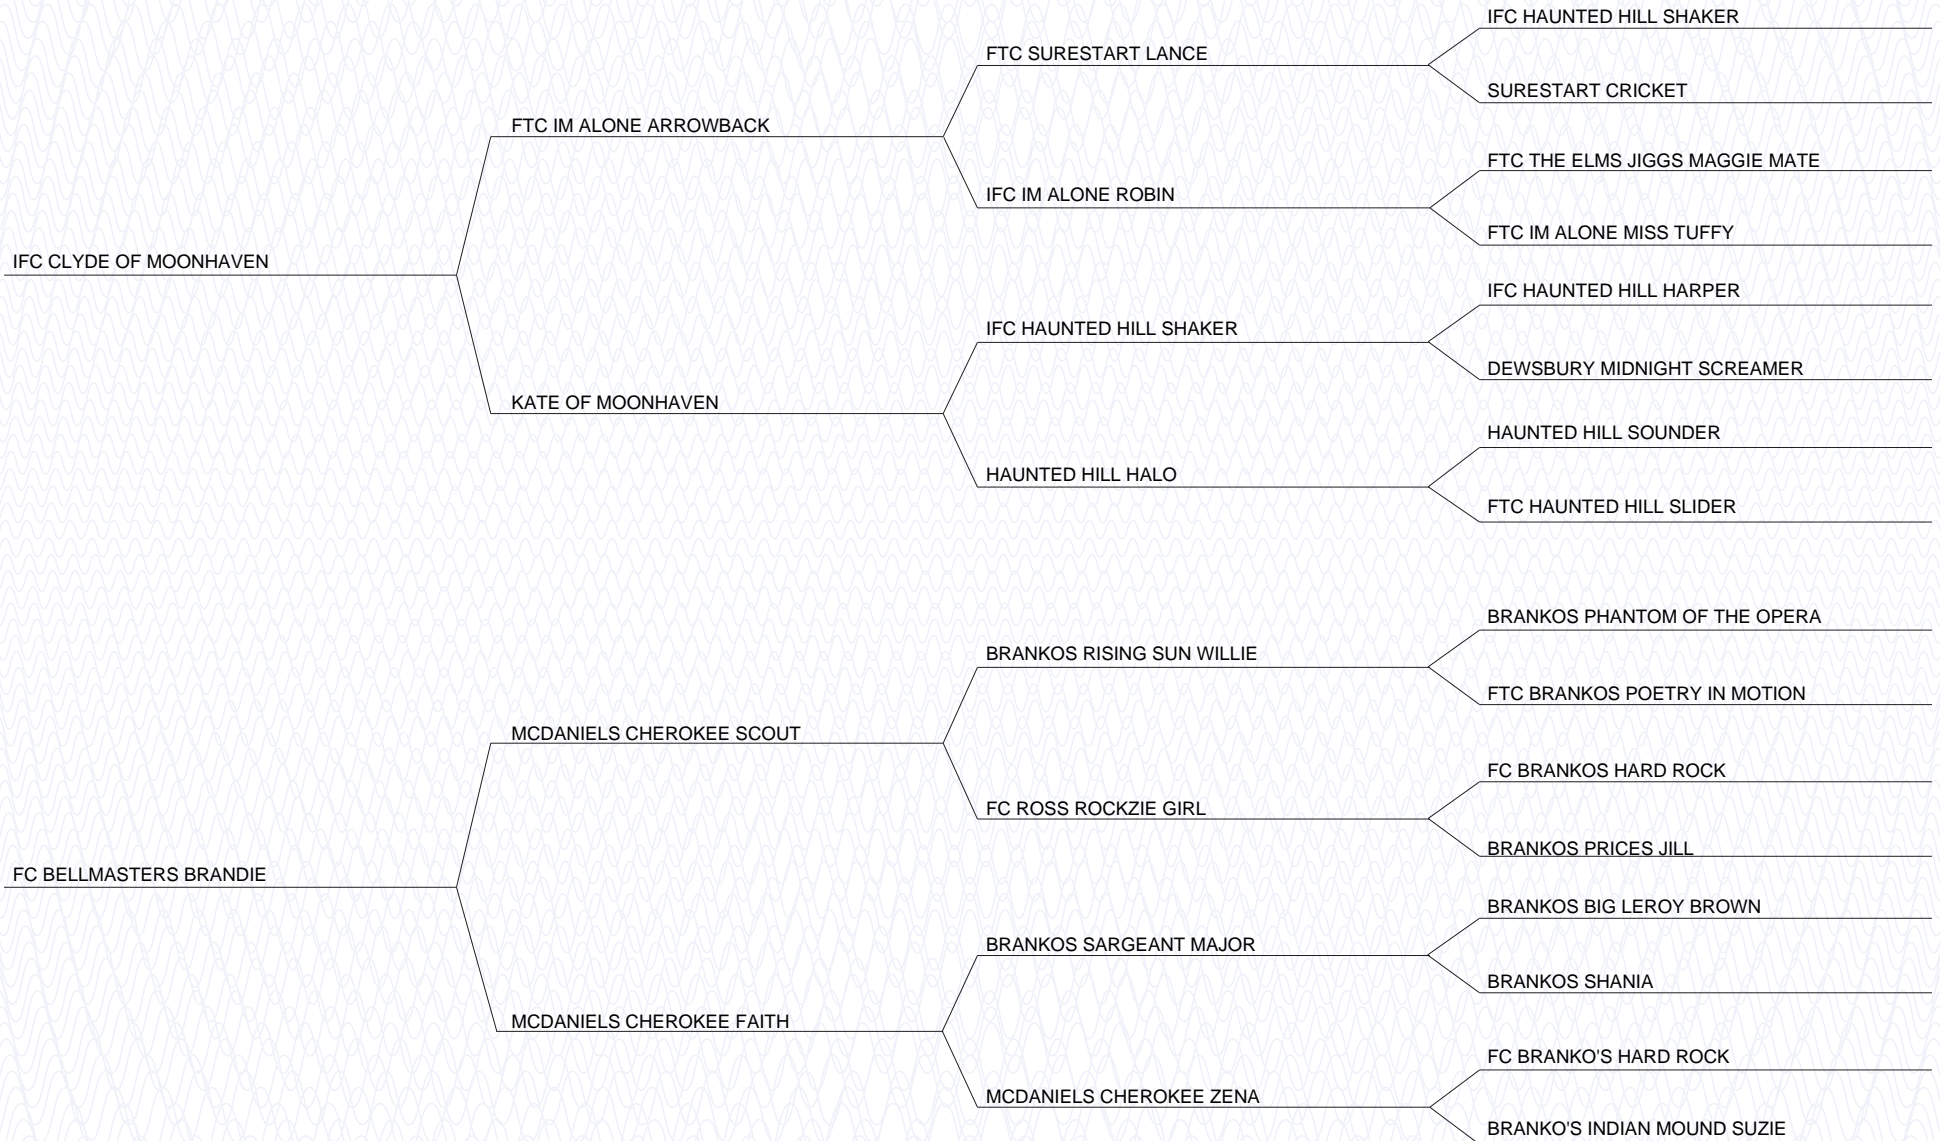 IFC HAUNTED HILL SHAKER
FTC SURESTART LANCE
SURESTART CRICKET
FTC IM ALONE ARROWBACK
FTC THE ELMS JIGGS MAGGIE MATE
IFC IM ALONE ROBIN
FTC IM ALONE MISS TUFFY
IFC CLYDE OF MOONHAVEN
IFC HAUNTED HILL HARPER
IFC HAUNTED HILL SHAKER
DEWSBURY MIDNIGHT SCREAMER
KATE OF MOONHAVEN
HAUNTED HILL SOUNDER
HAUNTED HILL HALO
FTC HAUNTED HILL SLIDER
BRANKOS PHANTOM OF THE OPERA
BRANKOS RISING SUN WILLIE
FTC BRANKOS POETRY IN MOTION
MCDANIELS CHEROKEE SCOUT
FC BRANKOS HARD ROCK
FC ROSS ROCKZIE GIRL
BRANKOS PRICES JILL
FC BELLMASTERS BRANDIE
BRANKOS BIG LEROY BROWN
BRANKOS SARGEANT MAJOR
BRANKOS SHANIA
MCDANIELS CHEROKEE FAITH
FC BRANKO'S HARD ROCK
MCDANIELS CHEROKEE ZENA
BRANKO'S INDIAN MOUND SUZIE